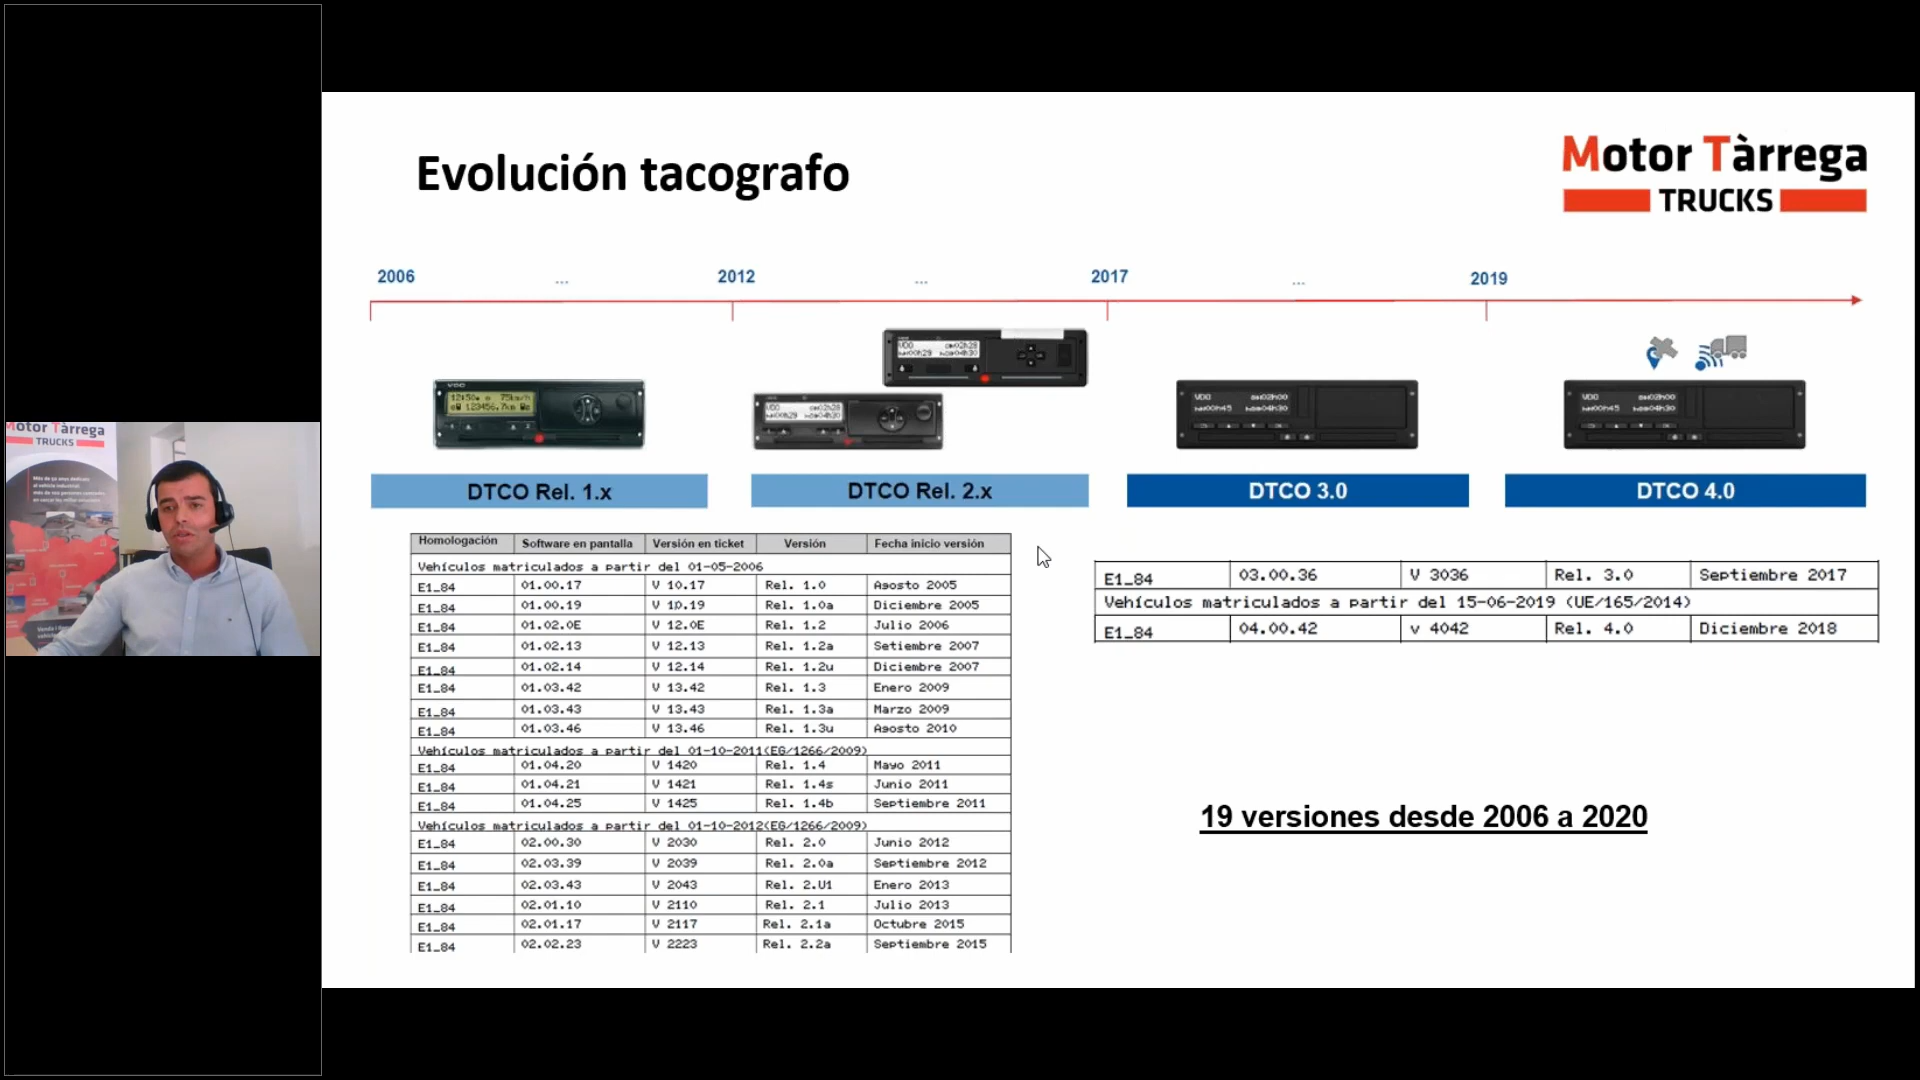 Evolución tacografo
Motor Tàrrega
TRUCKS
2006 ... 2012 ... 2017 ... 2019
DTCO Rel. 1.x
DTCO Rel. 2.x
DTCO 3.0
DTCO 4.0
Homologación Software en pantalla Versión en ticket Versión Fecha inicio versión
Vehículos matriculados a partir del 01-05-2006
E1_84 01.00.17 V 10.17 Rel. 1.0 Agosto 2005
E1_84 01.00.19 V 10.19 Rel. 1.0a Diciembre 2005
E1_84 01.02.0E V 12.0E Rel. 1.2 Julio 2006
E1_84 01.02.13 V 12.13 Rel. 1.2a Setiembre 2007
E1_84 01.02.14 V 12.14 Rel. 1.2u Diciembre 2007
E1_84 01.03.42 V 13.42 Rel. 1.3 Enero 2009
E1_84 01.03.43 V 13.43 Rel. 1.3a Marzo 2009
E1_84 01.03.46 V 13.46 Rel. 1.3u Agosto 2010
Vehículos matriculados a partir del 01-10-2011(EG/1266/2009)
E1_84 01.04.20 V 1420 Rel. 1.4 Mayo 2011
E1_84 01.04.21 V 1421 Rel. 1.4s Junio 2011
E1_84 01.04.25 V 1425 Rel. 1.4b Septiembre 2011
Vehículos matriculados a partir del 01-10-2012(EG/1266/2009)
E1_84 02.00.30 V 2030 Rel. 2.0 Junio 2012
E1_84 02.03.39 V 2039 Rel. 2.0a Septiembre 2012
E1_84 02.03.43 V 2043 Rel. 2.U1 Enero 2013
E1_84 02.01.10 V 2110 Rel. 2.1 Julio 2013
E1_84 02.01.17 V 2117 Rel. 2.1a Octubre 2015
E1_84 02.02.23 V 2223 Rel. 2.2a Septiembre 2015
E1_84 03.00.36 V 3036 Rel. 3.0 Septiembre 2017
Vehículos matriculados a partir del 15-06-2019 (UE/165/2014)
E1_84 04.00.42 v 4042 Rel. 4.0 Diciembre 2018
19 versiones desde 2006 a 2020
Motor Tàrrega
TRUCKS